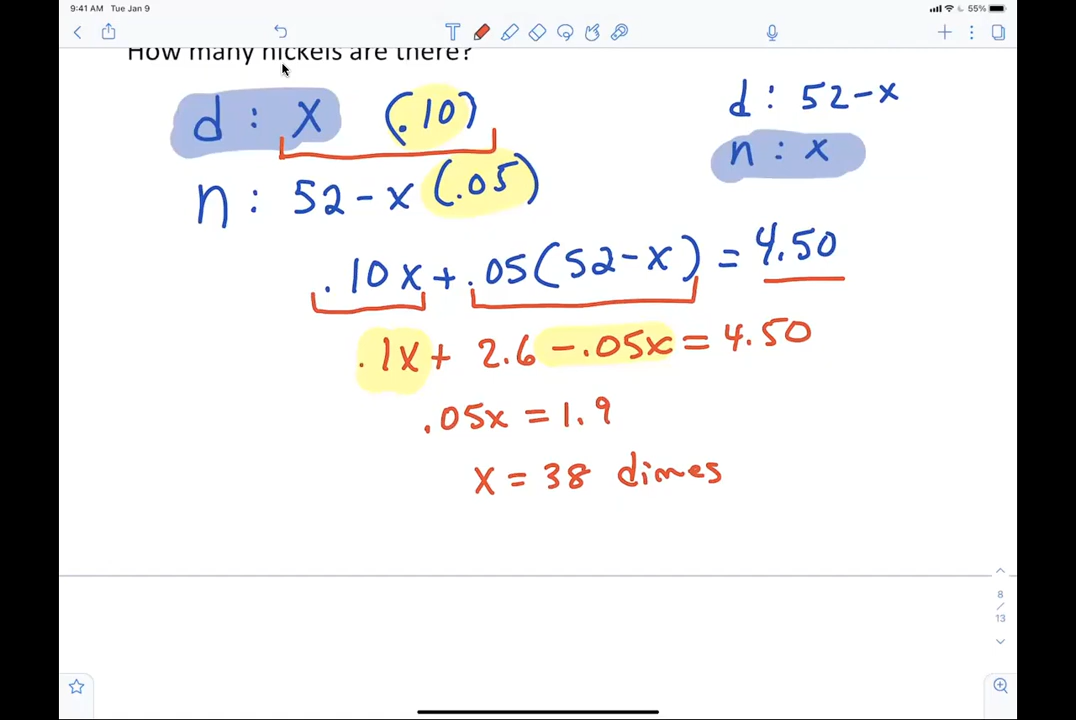 9:41 AM Tue Jan 9
55%
How many nickels are there?
d : x (.10)
d : 52-x
n : x
n : 52-x (.05)
.10x + .05(52-x) = 4.50
.1x + 2.6 -.05x = 4.50
.05x = 1.9
x = 38 dimes
8
/
13